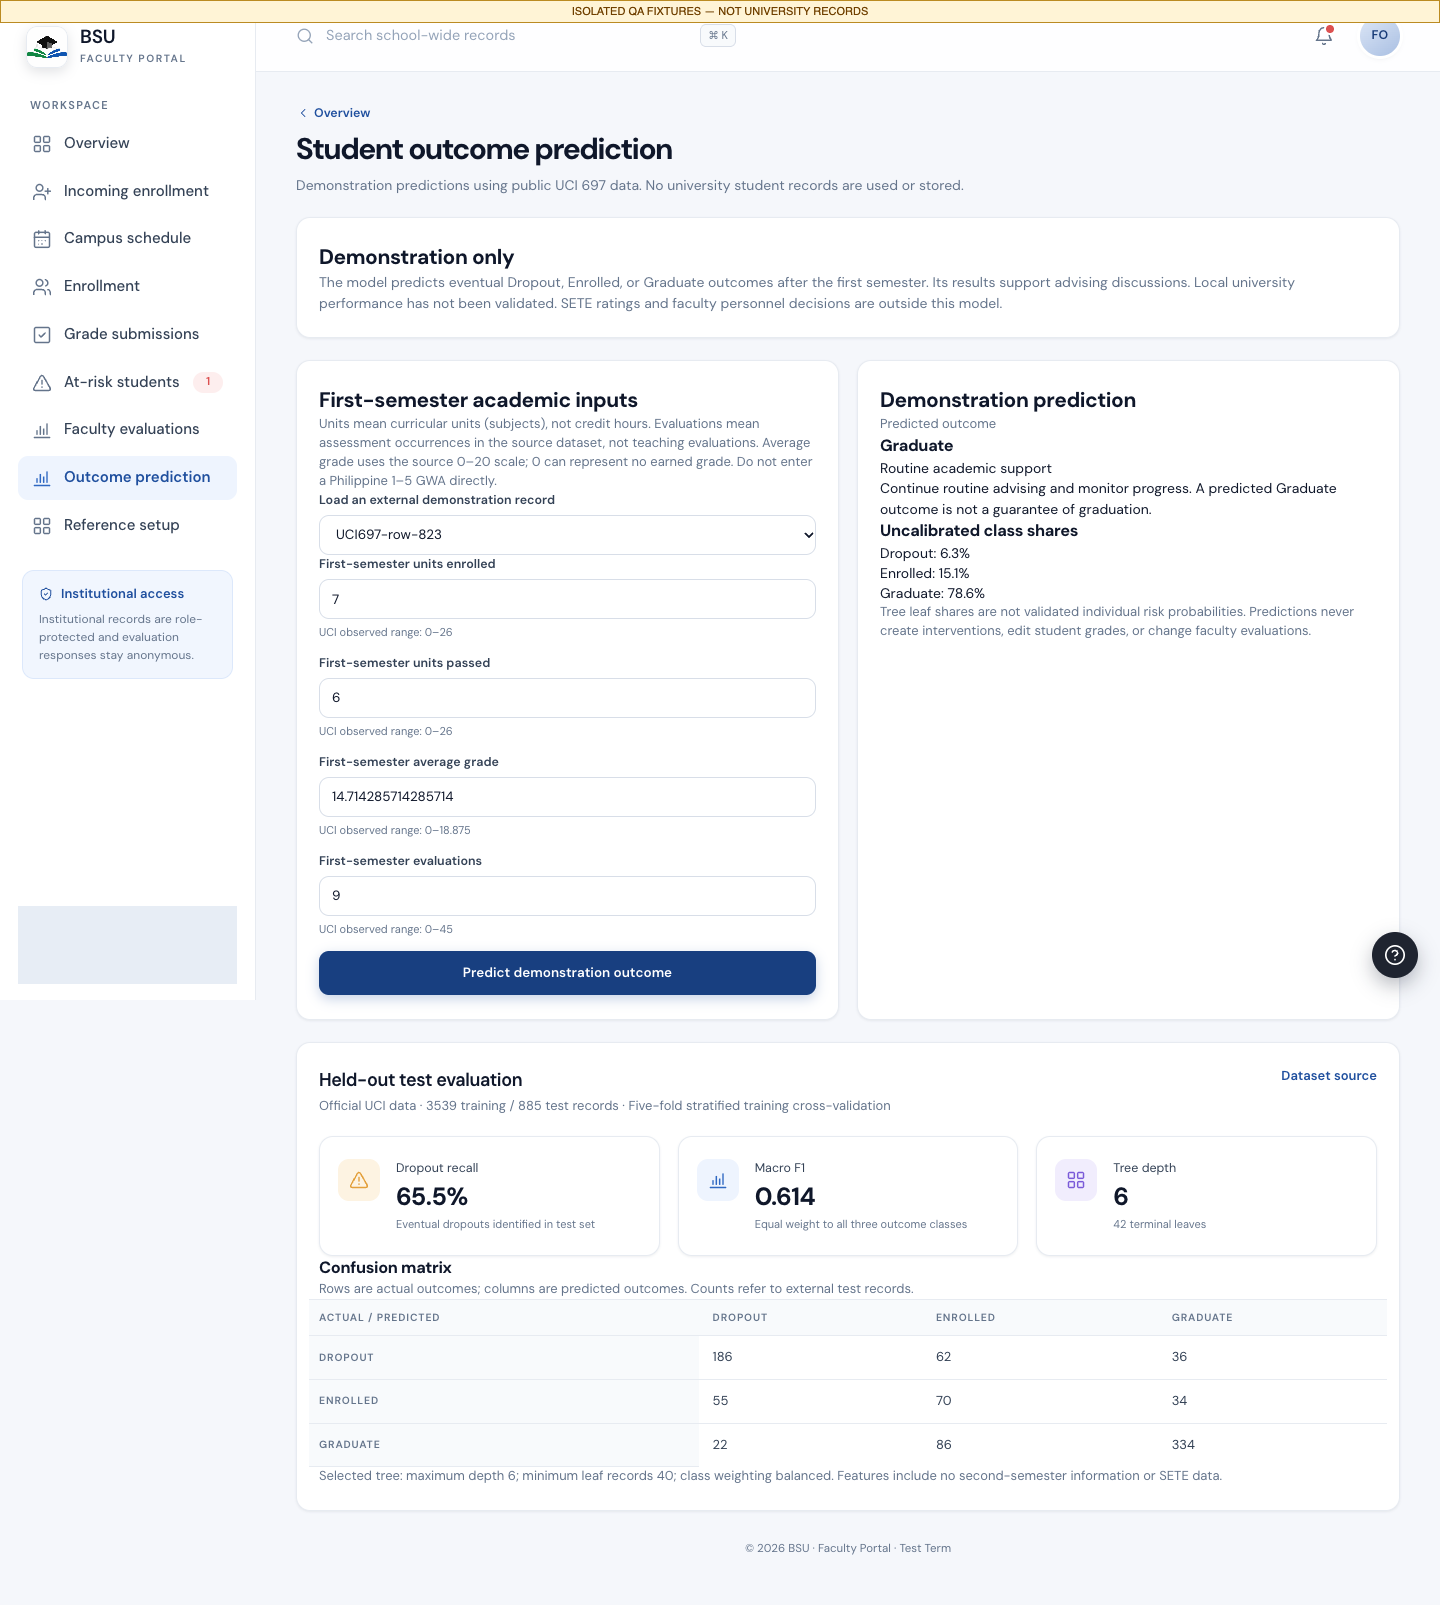 ISOLATED QA FIXTURES — NOT UNIVERSITY RECORDS
BSU
FACULTY PORTAL
Search school-wide records
⌘ K
FO
WORKSPACE
Overview
Incoming enrollment
Campus schedule
Enrollment
Grade submissions
At-risk students 1
Faculty evaluations
Outcome prediction
Reference setup
Institutional access
Institutional records are role-
protected and evaluation
responses stay anonymous.
Overview
Student outcome prediction
Demonstration predictions using public UCI 697 data. No university student records are used or stored.
Demonstration only
The model predicts eventual Dropout, Enrolled, or Graduate outcomes after the first semester. Its results support advising discussions. Local university
performance has not been validated. SETE ratings and faculty personnel decisions are outside this model.
First-semester academic inputs
Units mean curricular units (subjects), not credit hours. Evaluations mean
assessment occurrences in the source dataset, not teaching evaluations. Average
grade uses the source 0–20 scale; 0 can represent no earned grade. Do not enter
a Philippine 1–5 GWA directly.
Load an external demonstration record
UCI697-row-823
First-semester units enrolled
7
UCI observed range: 0–26
First-semester units passed
6
UCI observed range: 0–26
First-semester average grade
14.714285714285714
UCI observed range: 0–18.875
First-semester evaluations
9
UCI observed range: 0–45
Predict demonstration outcome
Demonstration prediction
Predicted outcome
Graduate
Routine academic support
Continue routine advising and monitor progress. A predicted Graduate
outcome is not a guarantee of graduation.
Uncalibrated class shares
Dropout: 6.3%
Enrolled: 15.1%
Graduate: 78.6%
Tree leaf shares are not validated individual risk probabilities. Predictions never
create interventions, edit student grades, or change faculty evaluations.
Held-out test evaluation
Dataset source
Official UCI data · 3539 training / 885 test records · Five-fold stratified training cross-validation
Dropout recall
65.5%
Eventual dropouts identified in test set
Macro F1
0.614
Equal weight to all three outcome classes
Tree depth
6
42 terminal leaves
Confusion matrix
Rows are actual outcomes; columns are predicted outcomes. Counts refer to external test records.
ACTUAL / PREDICTED DROPOUT ENROLLED GRADUATE
DROPOUT 186 62 36
ENROLLED 55 70 34
GRADUATE 22 86 334
Selected tree: maximum depth 6; minimum leaf records 40; class weighting balanced. Features include no second-semester information or SETE data.
© 2026 BSU · Faculty Portal · Test Term